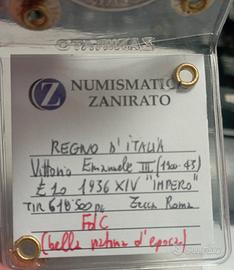 NUMISMATICA
ZANIRATO
REGNO D'ITALIA
Vittorio Emanuele III (1900-43)
£10 1936 XIV "IMPERO"
TIR 618'500 pz Zecca Roma
FdC
(bella patina d'epoca)